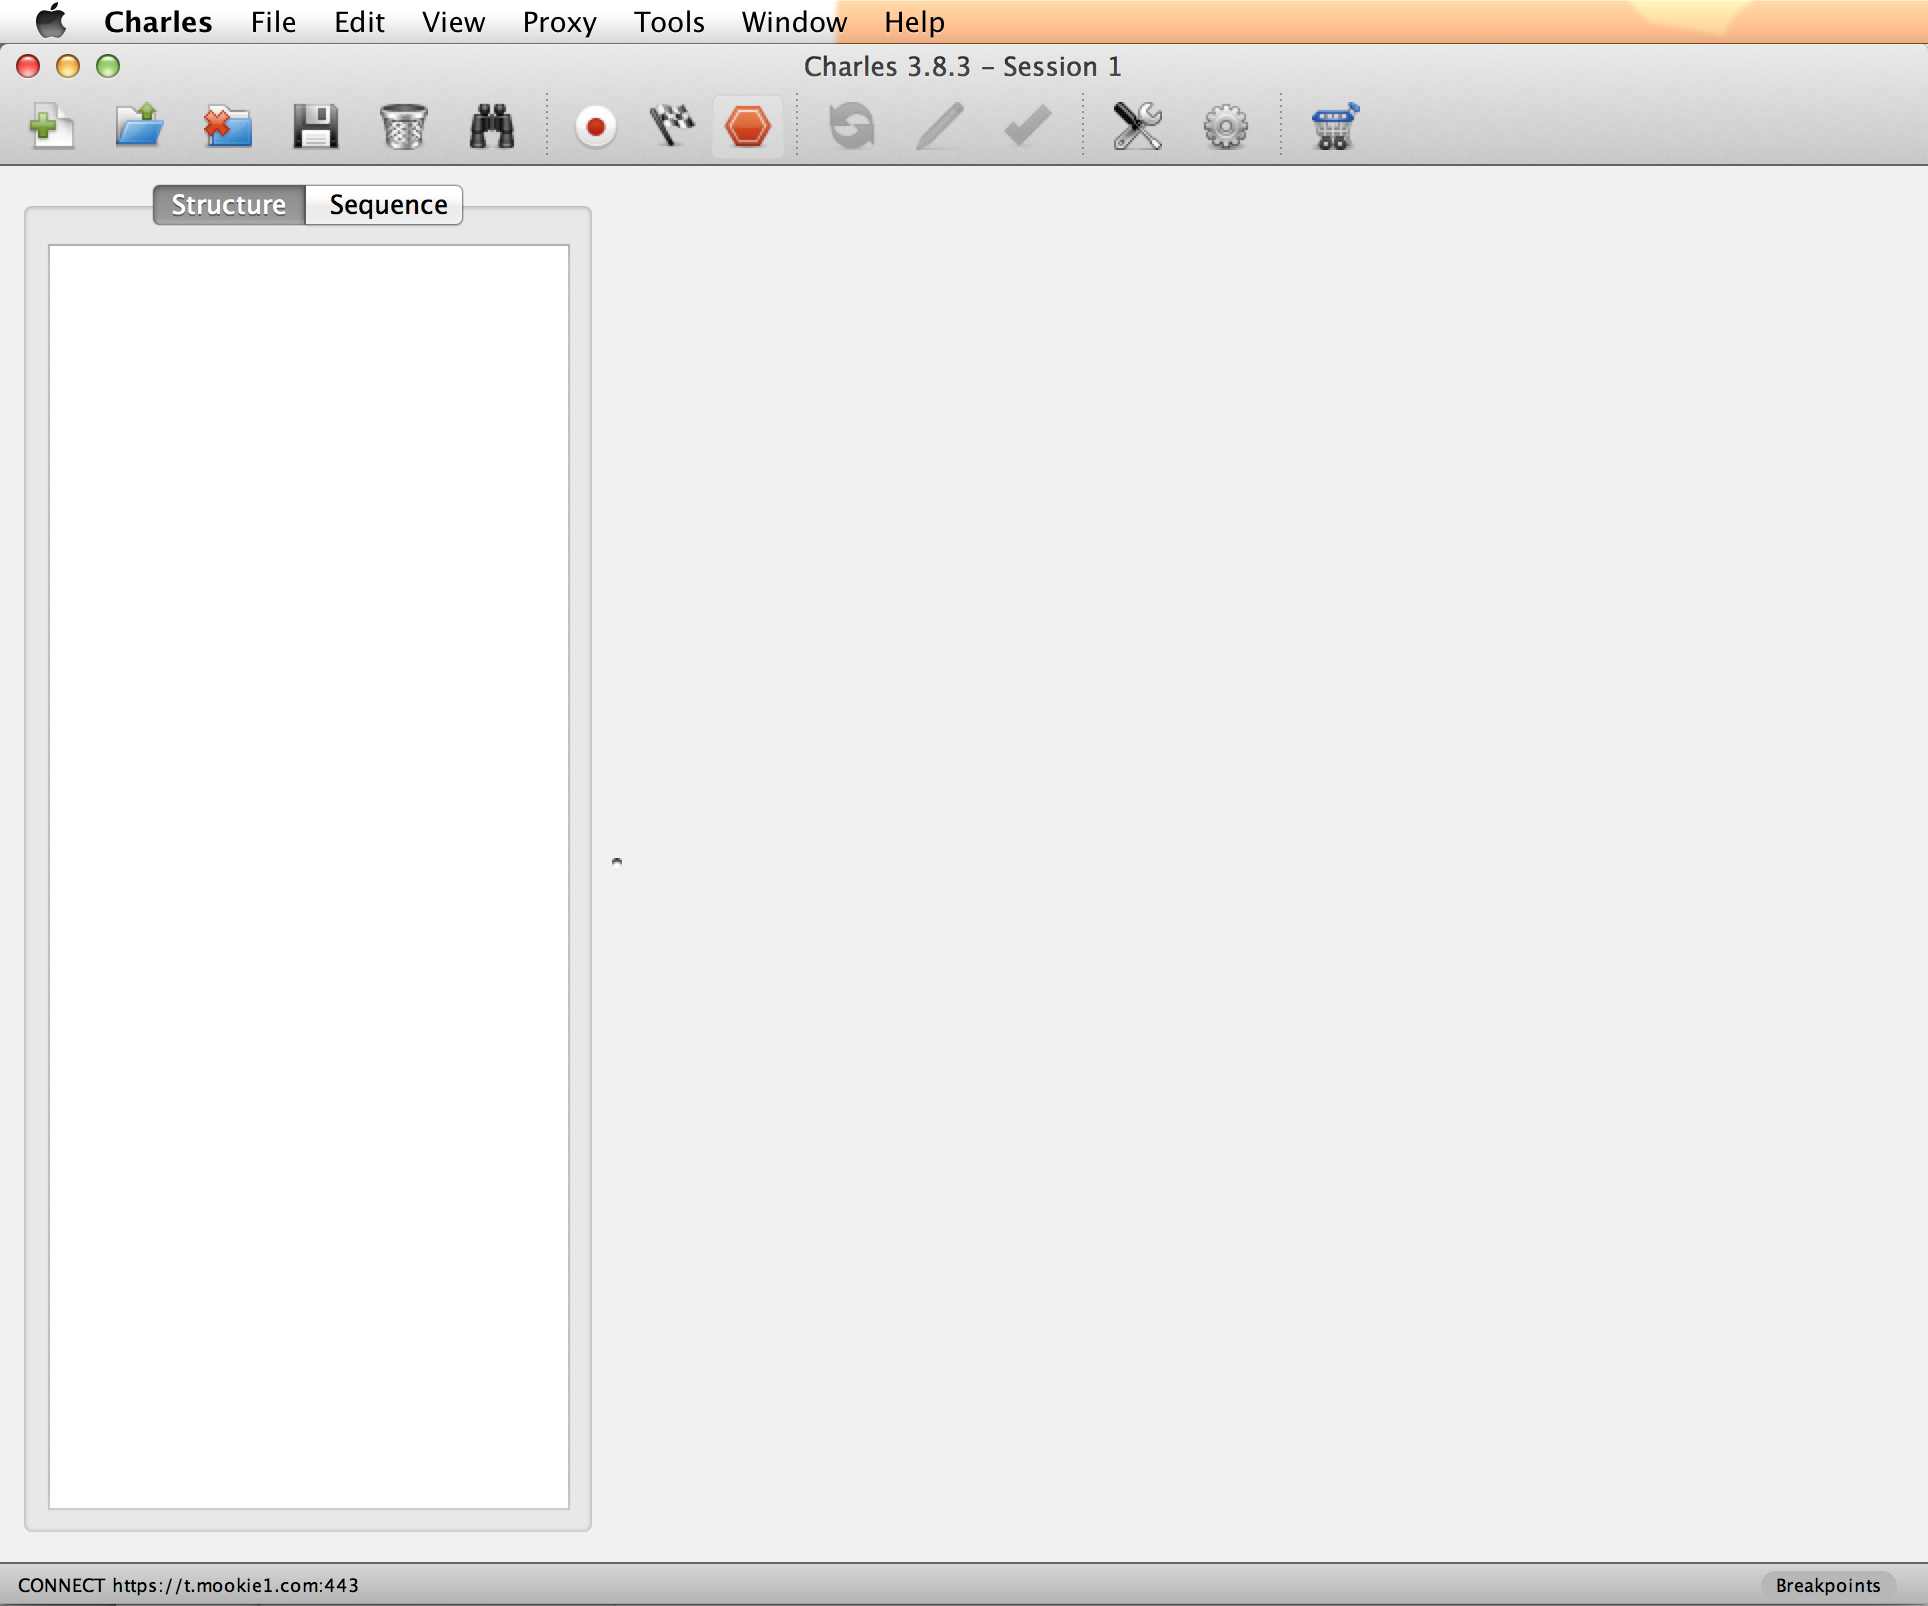 Charles File Edit View Proxy Tools Window Help
Charles 3.8.3 – Session 1
Structure Sequence
CONNECT https://t.mookie1.com:443 Breakpoints